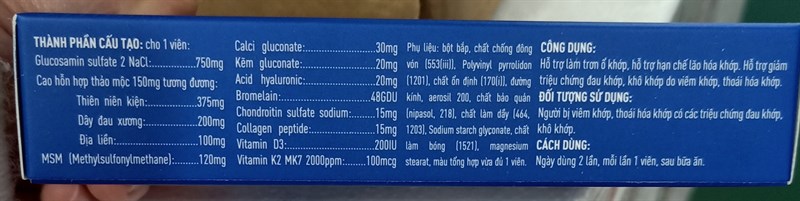 THÀNH PHẦN CẤU TẠO: cho 1 viên:
Glucosamin sulfate 2 NaCl:...............750mg
Cao hỗn hợp thảo mộc 150mg tương đương:
Thiên niên kiện:...............375mg
Dây đau xương:...............200mg
Địa liền:...............100mg
MSM (Methylsulfonylmethane):...............120mg
Calci gluconate:...............30mg
Kẽm gluconate:...............20mg
Acid hyaluronic:...............20mg
Bromelain:...............48GDU
Chondroitin sulfate sodium:...............15mg
Collagen peptide:...............15mg
Vitamin D3:...............200IU
Vitamin K2 MK7 2000ppm:...............100mcg
Phụ liệu: bột bắp, chất chống đông
vón (553(iii)), Polyvinyl pyrrolidon
(1201), chất ổn định (170(i)), đường
kính, aerosil 200, chất bảo quản
(nipasol, 218), chất làm dầy (464,
1203), Sodium starch glyconate, chất
làm bóng (1521), magnesium
stearat, màu tổng hợp vừa đủ 1 viên.
CÔNG DỤNG:
Hỗ trợ làm trơn ổ khớp, hỗ trợ hạn chế lão hóa khớp. Hỗ trợ giảm
triệu chứng đau khớp, khô khớp do viêm khớp, thoái hóa khớp.
ĐỐI TƯỢNG SỬ DỤNG:
Người bị viêm khớp, thoái hóa khớp có các triệu chứng đau khớp,
khô khớp.
CÁCH DÙNG:
Ngày dùng 2 lần, mỗi lần 1 viên, sau bữa ăn.